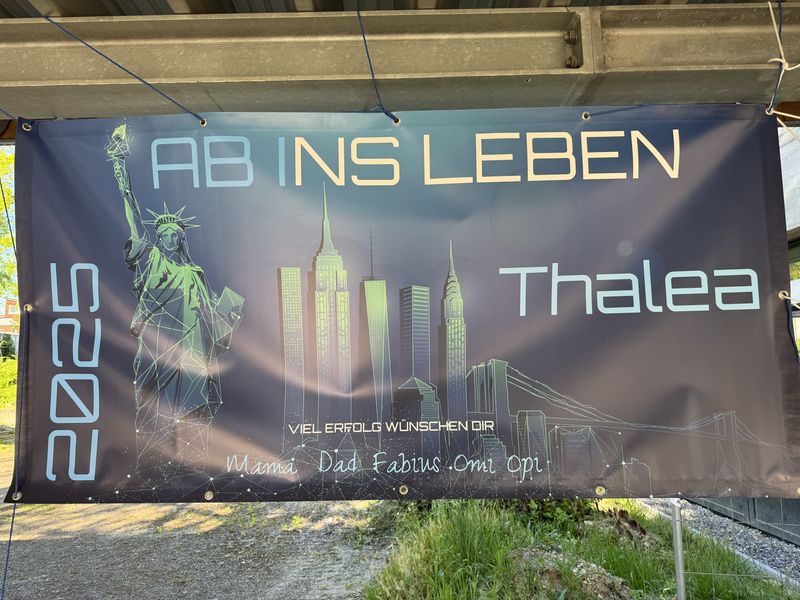 AB INS LEBEN
2025
Thalea
VIEL ERFOLG WÜNSCHEN DIR
Mama Dad Fabius Omi Opi